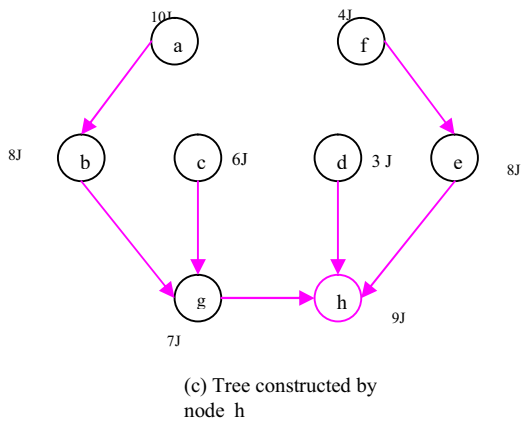 10J
4J
a
f
8J
b
c
6J
d
3 J
e
8J
g
h
7J
9J
(c) Tree constructed by
node h